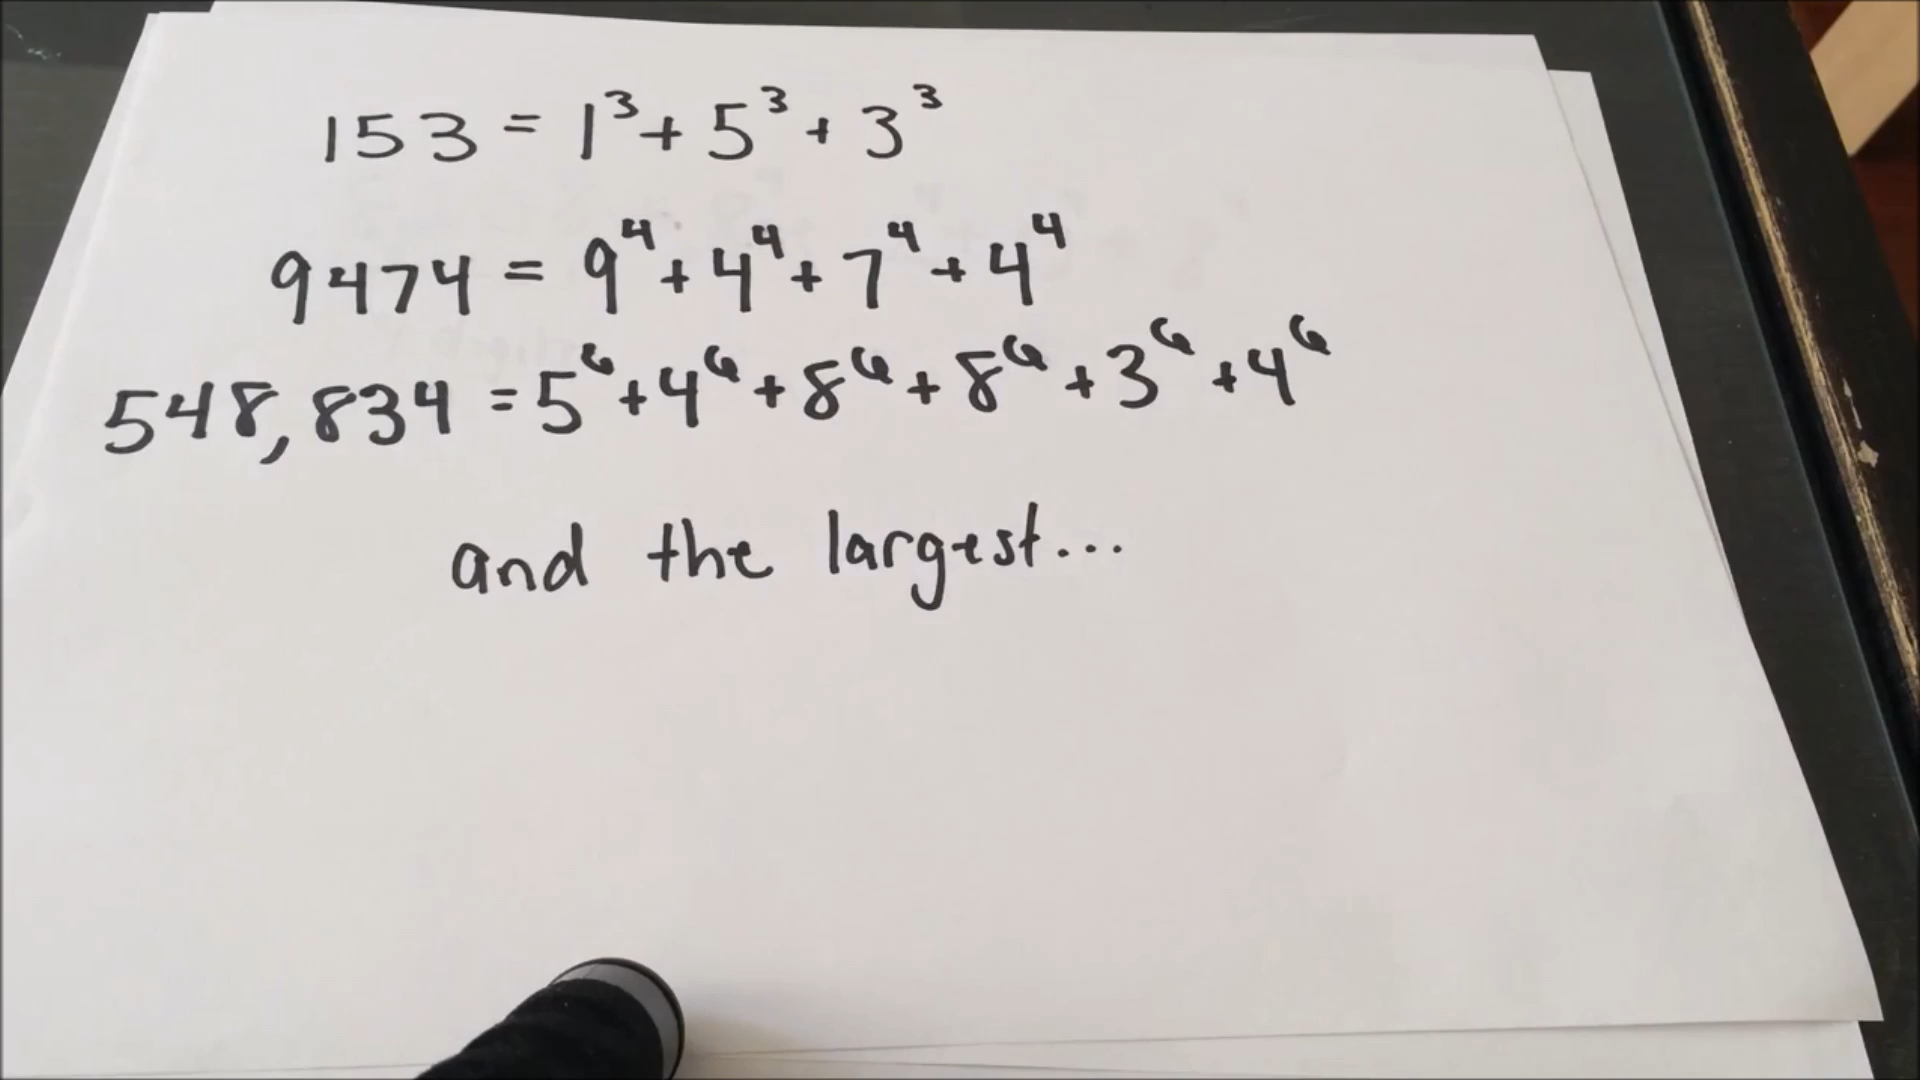 153 = 1³ + 5³ + 3³
9474 = 9⁴ + 4⁴ + 7⁴ + 4⁴
548,834 = 5⁶ + 4⁶ + 8⁶ + 8⁶ + 3⁶ + 4⁶
and the largest...